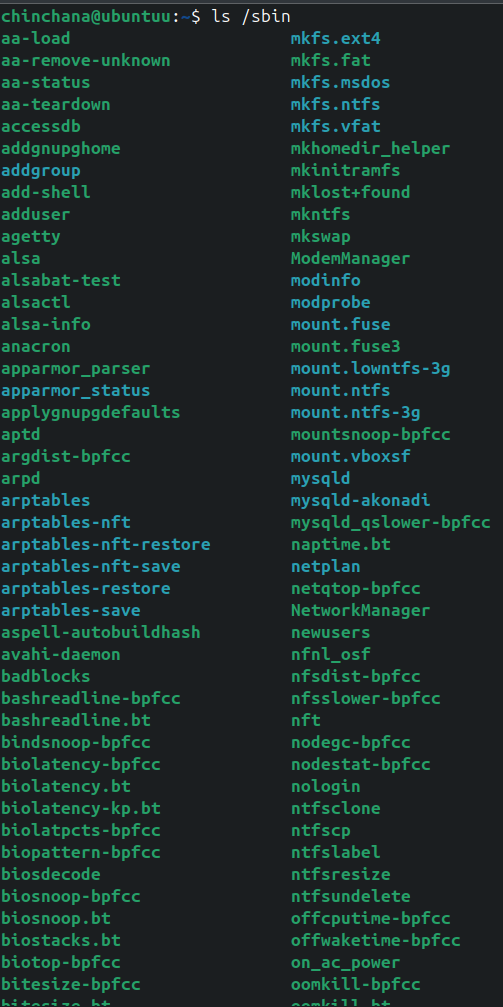 chinchana@ubuntuu:~$ ls /sbin
aa-load mkfs.ext4
aa-remove-unknown mkfs.fat
aa-status mkfs.msdos
aa-teardown mkfs.ntfs
accessdb mkfs.vfat
addgnupghome mkhomedir_helper
addgroup mkinitramfs
add-shell mklost+found
adduser mkntfs
agetty mkswap
alsa ModemManager
alsabat-test modinfo
alsactl modprobe
alsa-info mount.fuse
anacron mount.fuse3
apparmor_parser mount.lowntfs-3g
apparmor_status mount.ntfs
applygnupgdefaults mount.ntfs-3g
aptd mountsnoop-bpfcc
argdist-bpfcc mount.vboxsf
arpd mysqld
arptables mysqld-akonadi
arptables-nft mysqld_qslower-bpfcc
arptables-nft-restore naptime.bt
arptables-nft-save netplan
arptables-restore netqtop-bpfcc
arptables-save NetworkManager
aspell-autobuildhash newusers
avahi-daemon nfnl_osf
badblocks nfsdist-bpfcc
bashreadline-bpfcc nfsslower-bpfcc
bashreadline.bt nft
bindsnoop-bpfcc nodegc-bpfcc
biolatency-bpfcc nodestat-bpfcc
biolatency.bt nologin
biolatency-kp.bt ntfsclone
biolatpcts-bpfcc ntfscp
biopattern-bpfcc ntfslabel
biosdecode ntfsresize
biosnoop-bpfcc ntfsundelete
biosnoop.bt offcputime-bpfcc
biostacks.bt offwaketime-bpfcc
biotop-bpfcc on_ac_power
bitesize-bpfcc oomkill-bpfcc
bitesize.bt oomkill.bt